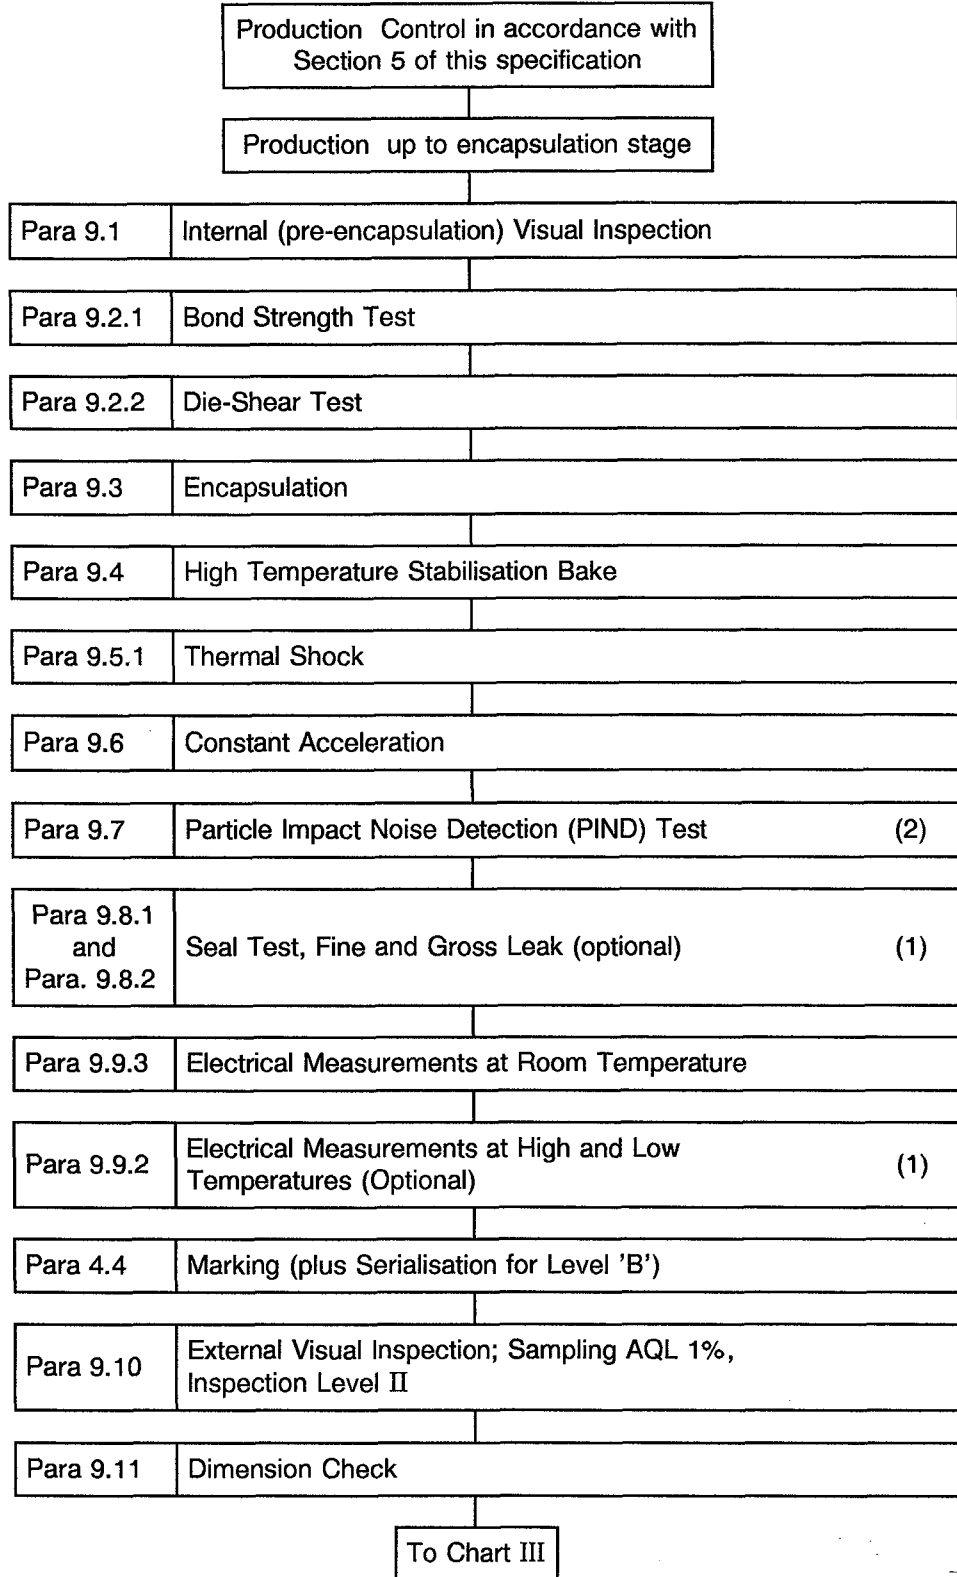 Production Control in accordance with
Section 5 of this specification
Production up to encapsulation stage
Para 9.1 Internal (pre-encapsulation) Visual Inspection
Para 9.2.1 Bond Strength Test
Para 9.2.2 Die-Shear Test
Para 9.3 Encapsulation
Para 9.4 High Temperature Stabilisation Bake
Para 9.5.1 Thermal Shock
Para 9.6 Constant Acceleration
Para 9.7 Particle Impact Noise Detection (PIND) Test (2)
Para 9.8.1
and
Para. 9.8.2
Seal Test, Fine and Gross Leak (optional) (1)
Para 9.9.3 Electrical Measurements at Room Temperature
Para 9.9.2
Electrical Measurements at High and Low
Temperatures (Optional)
(1)
Para 4.4 Marking (plus Serialisation for Level 'B')
Para 9.10
External Visual Inspection; Sampling AQL 1%,
Inspection Level II
Para 9.11 Dimension Check
To Chart III